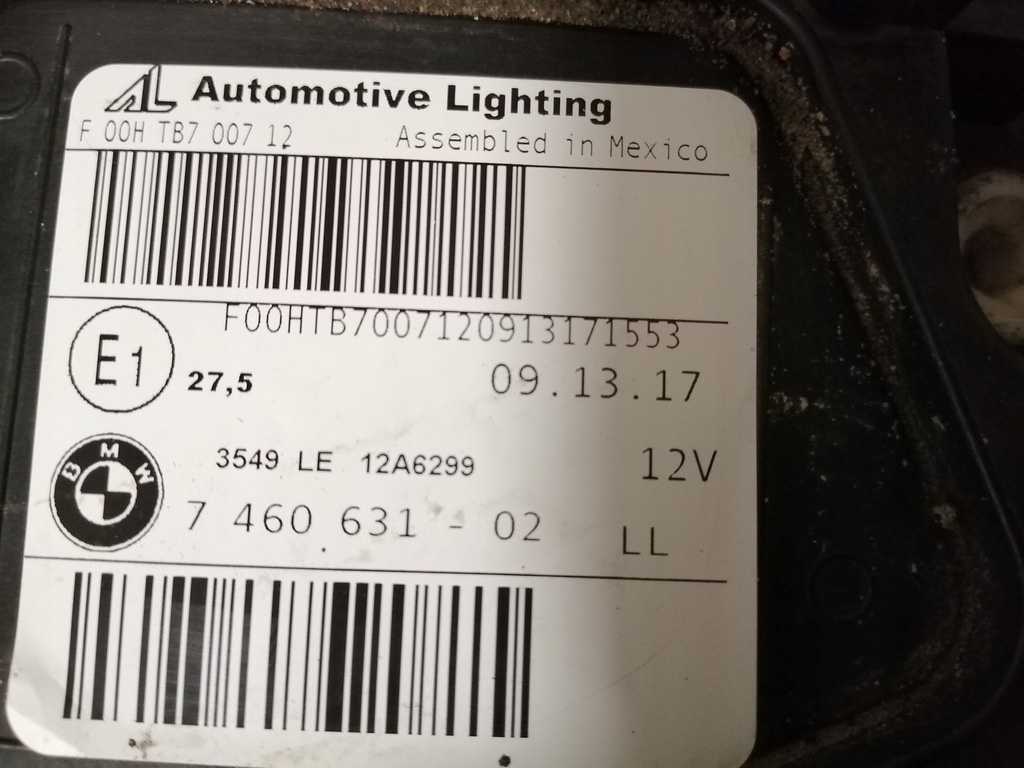 AL Automotive Lighting
F 00H TB7 007 12 Assembled in Mexico
F00HTB7007120913171553
E1 27,5 09.13.17
BMW 3549 LE 12A6299 12V
7 460 631 - 02 LL